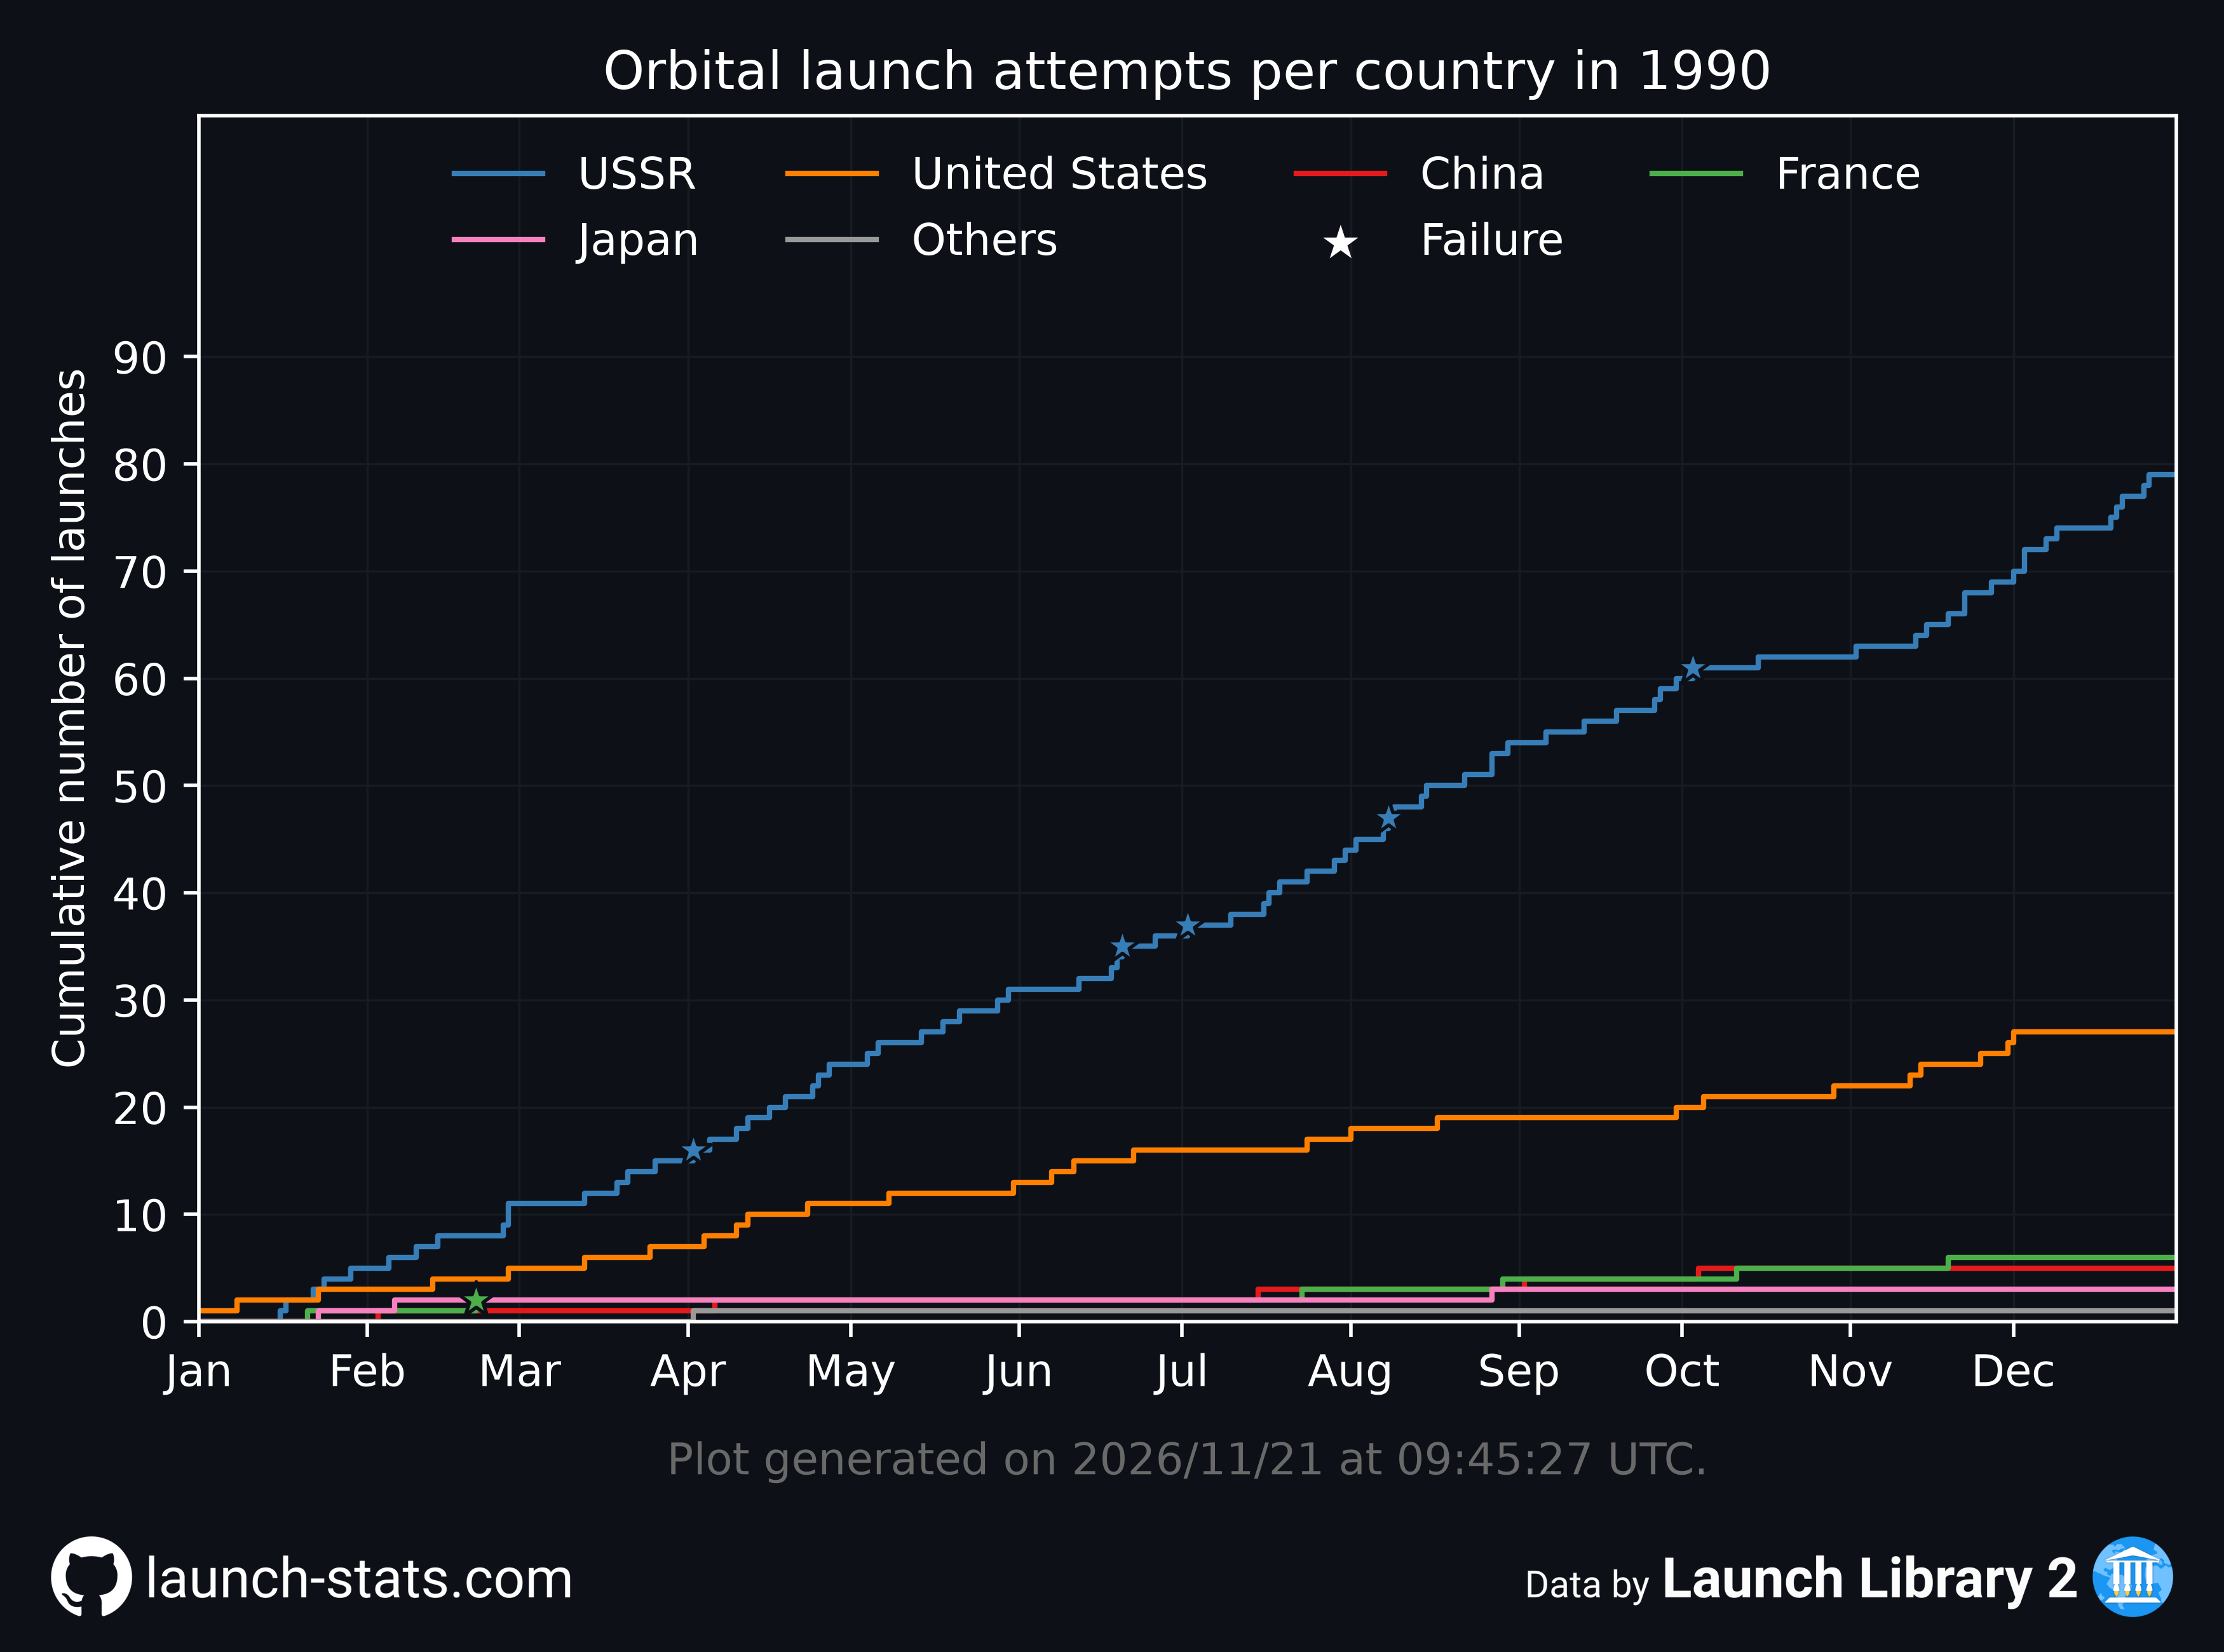 Orbital launch attempts per country in 1990
USSR United States China France
Japan Others Failure
Cumulative number of launches
90
80
70
60
50
40
30
20
10
0
Jan Feb Mar Apr May Jun Jul Aug Sep Oct Nov Dec
Plot generated on 2026/11/21 at 09:45:27 UTC.
launch-stats.com
Data by Launch Library 2